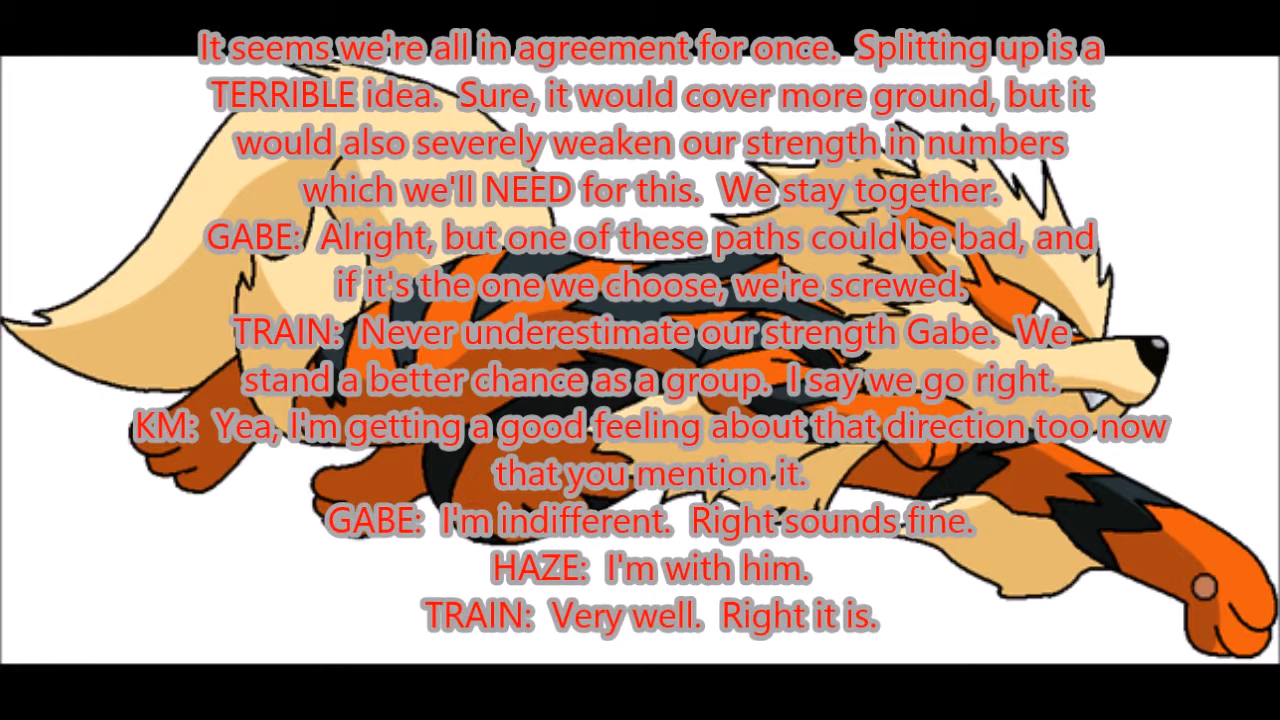 It seems we're all in agreement for once.  Splitting up is a
TERRIBLE idea.  Sure, it would cover more ground, but it
would also severely weaken our strength in numbers
which we'll NEED for this.  We stay together.
GABE:  Alright, but one of these paths could be bad, and
if it's the one we choose, we're screwed.
TRAIN:  Never underestimate our strength Gabe.  We
stand a better chance as a group.  I say we go right.
KM:  Yea, I'm getting a good feeling about that direction too now
that you mention it.
GABE:  I'm indifferent.  Right sounds fine.
HAZE:  I'm with him.
TRAIN:  Very well.  Right it is.